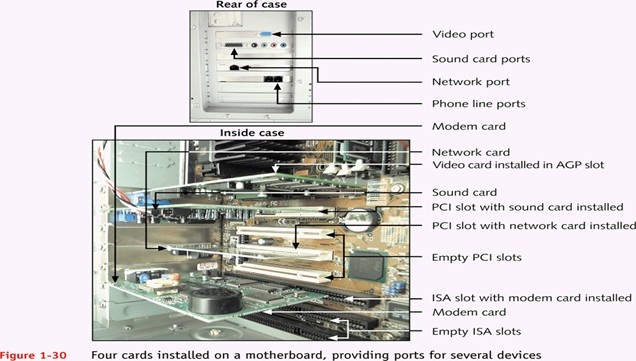 Rear of case
Video port
Sound card ports
Network port
Phone line ports
Inside case
Modem card
Network card
Video card installed in AGP slot
Sound card
PCI slot with sound card installed
PCI slot with network card installed
Empty PCI slots
ISA slot with modem card installed
Modem card
Empty ISA slots
Figure 1-30 Four cards installed on a motherboard, providing ports for several devices